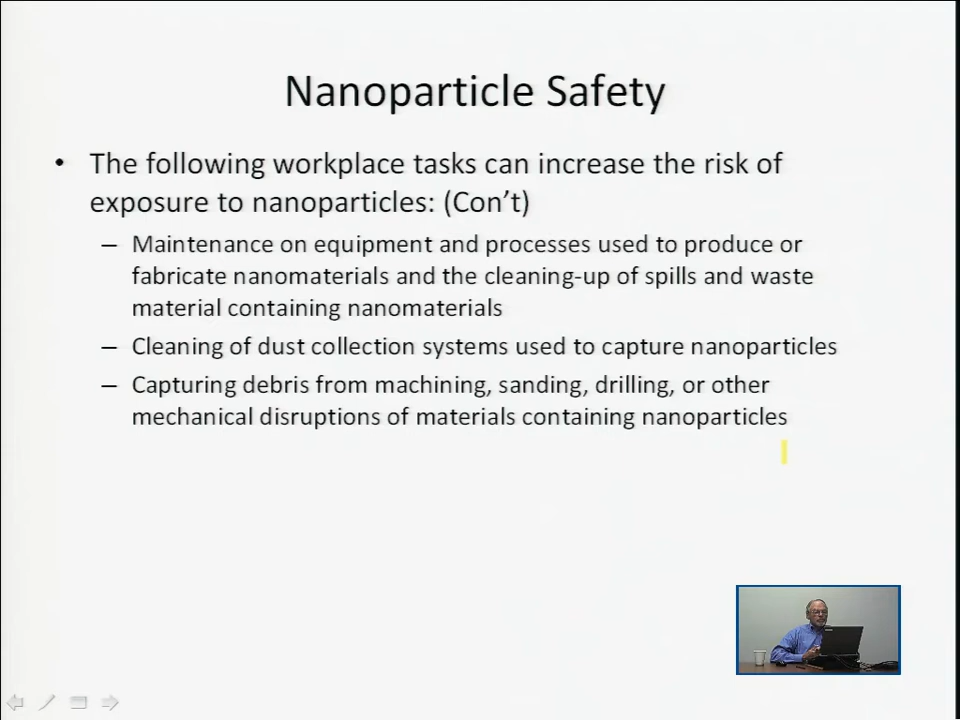 Nanoparticle Safety
• The following workplace tasks can increase the risk of
exposure to nanoparticles: (Con’t)
– Maintenance on equipment and processes used to produce or
fabricate nanomaterials and the cleaning-up of spills and waste
material containing nanomaterials
– Cleaning of dust collection systems used to capture nanoparticles
– Capturing debris from machining, sanding, drilling, or other
mechanical disruptions of materials containing nanoparticles